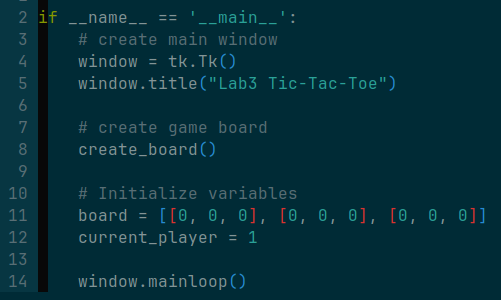 2 if __name__ == '__main__':
3     # create main window
4     window = tk.Tk()
5     window.title("Lab3 Tic-Tac-Toe")
6
7     # create game board
8     create_board()
9
10     # Initialize variables
11     board = [[0, 0, 0], [0, 0, 0], [0, 0, 0]]
12     current_player = 1
13
14     window.mainloop()